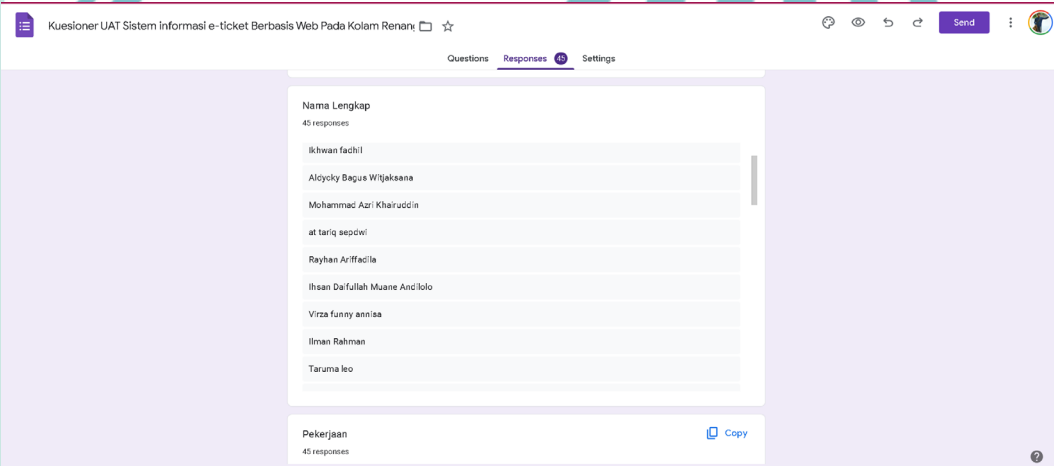 Kuesioner UAT Sistem informasi e-ticket Berbasis Web Pada Kolam Renang
Send
Questions Responses 45 Settings
Nama Lengkap
45 responses
Ikhwan fadhil
Aldycky Bagus Witjaksana
Mohammad Azri Khairuddin
at tariq sepdwi
Rayhan Ariffadila
Ihsan Daifullah Muane Andilolo
Virza funny annisa
Ilman Rahman
Taruma leo
Pekerjaan
Copy
45 responses